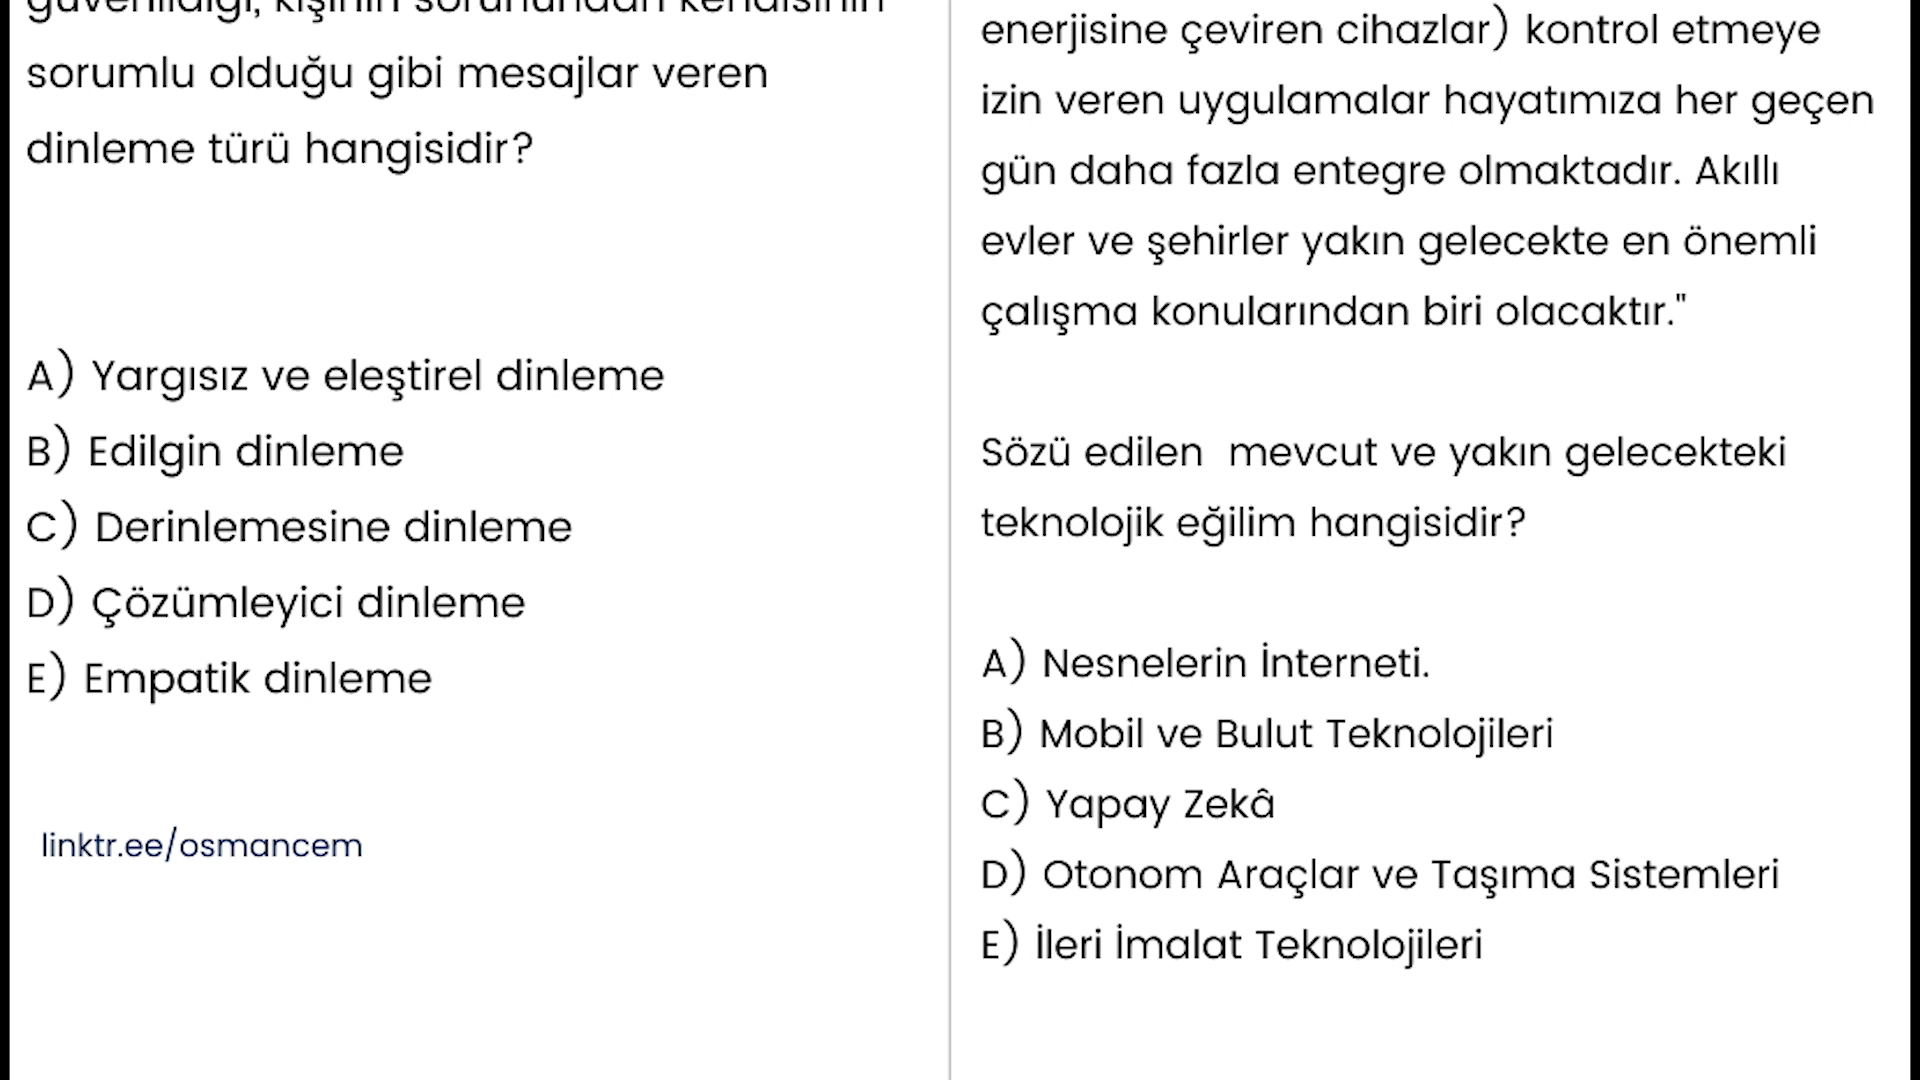 güvenildiği, kişinin sorunundan kendisinin
sorumlu olduğu gibi mesajlar veren
dinleme türü hangisidir?
A) Yargısız ve eleştirel dinleme
B) Edilgin dinleme
C) Derinlemesine dinleme
D) Çözümleyici dinleme
E) Empatik dinleme
linktr.ee/osmancem
enerjisine çeviren cihazlar) kontrol etmeye
izin veren uygulamalar hayatımıza her geçen
gün daha fazla entegre olmaktadır. Akıllı
evler ve şehirler yakın gelecekte en önemli
çalışma konularından biri olacaktır."
Sözü edilen mevcut ve yakın gelecekteki
teknolojik eğilim hangisidir?
A) Nesnelerin İnterneti.
B) Mobil ve Bulut Teknolojileri
C) Yapay Zekâ
D) Otonom Araçlar ve Taşıma Sistemleri
E) İleri İmalat Teknolojileri